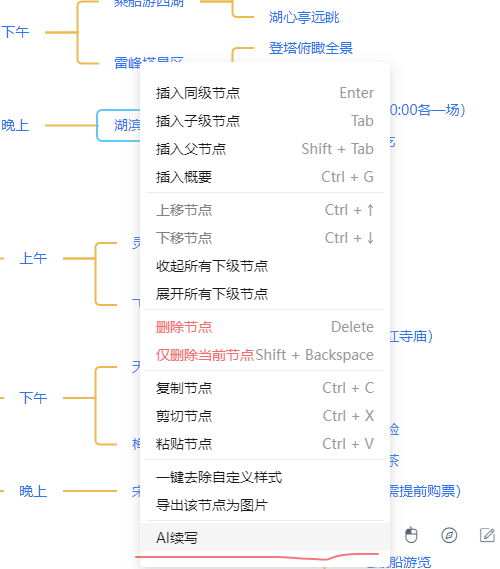 乘船游西湖
湖心亭远眺
下午
登塔俯瞰全景
雷峰塔景区
晚上
湖滨
0:00各一场）
上午
下午
晚上
江寺庙）
验
茶
需提前购票）
船游览
插入同级节点 Enter
插入子级节点 Tab
插入父节点 Shift + Tab
插入概要 Ctrl + G
上移节点 Ctrl + ↑
下移节点 Ctrl + ↓
收起所有下级节点
展开所有下级节点
删除节点 Delete
仅删除当前节点 Shift + Backspace
复制节点 Ctrl + C
剪切节点 Ctrl + X
粘贴节点 Ctrl + V
一键去除自定义样式
导出该节点为图片
AI续写